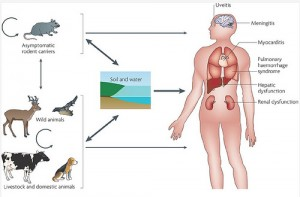 Uveitis
Meningitis
Myocarditis
Pulmonary
haemorrhage
syndrome
Hepatic
dysfunction
Renal dysfunction
Asymptomatic
rodent carriers
Soil and water
Wild animals
Livestock and domestic animals